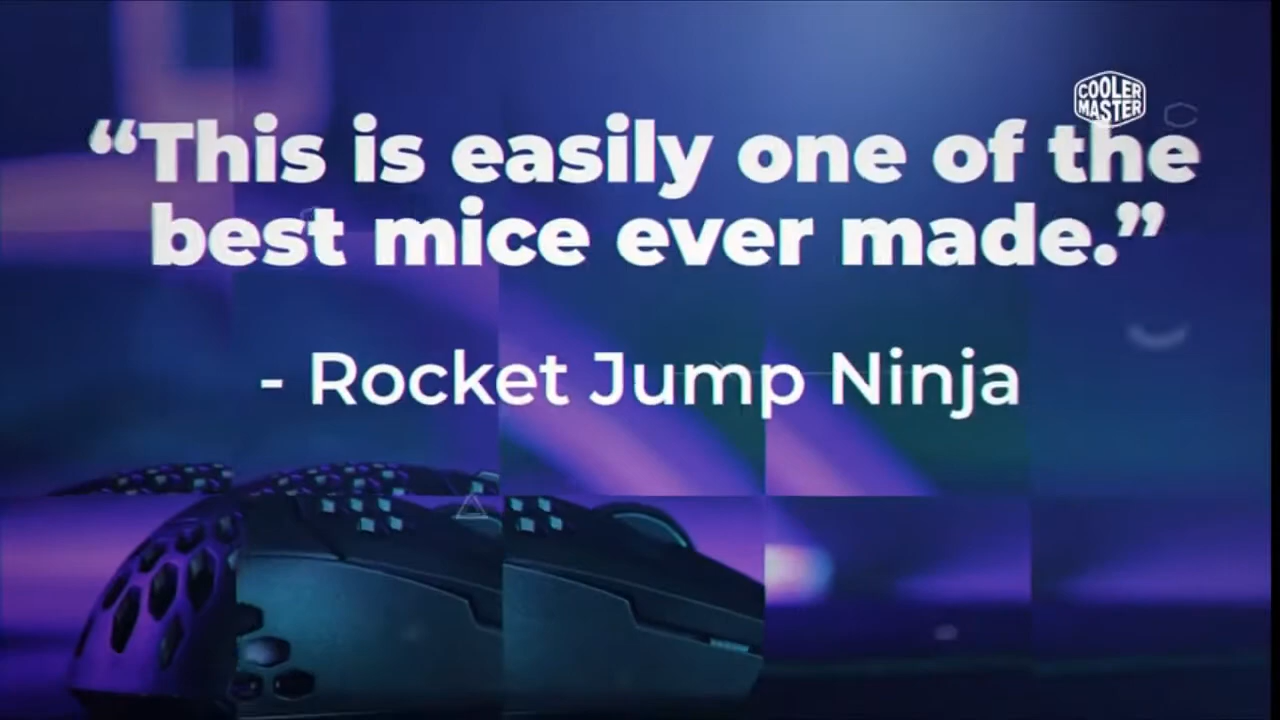 COOLER
MASTER
“This is easily one of the
best mice ever made.”
- Rocket Jump Ninja